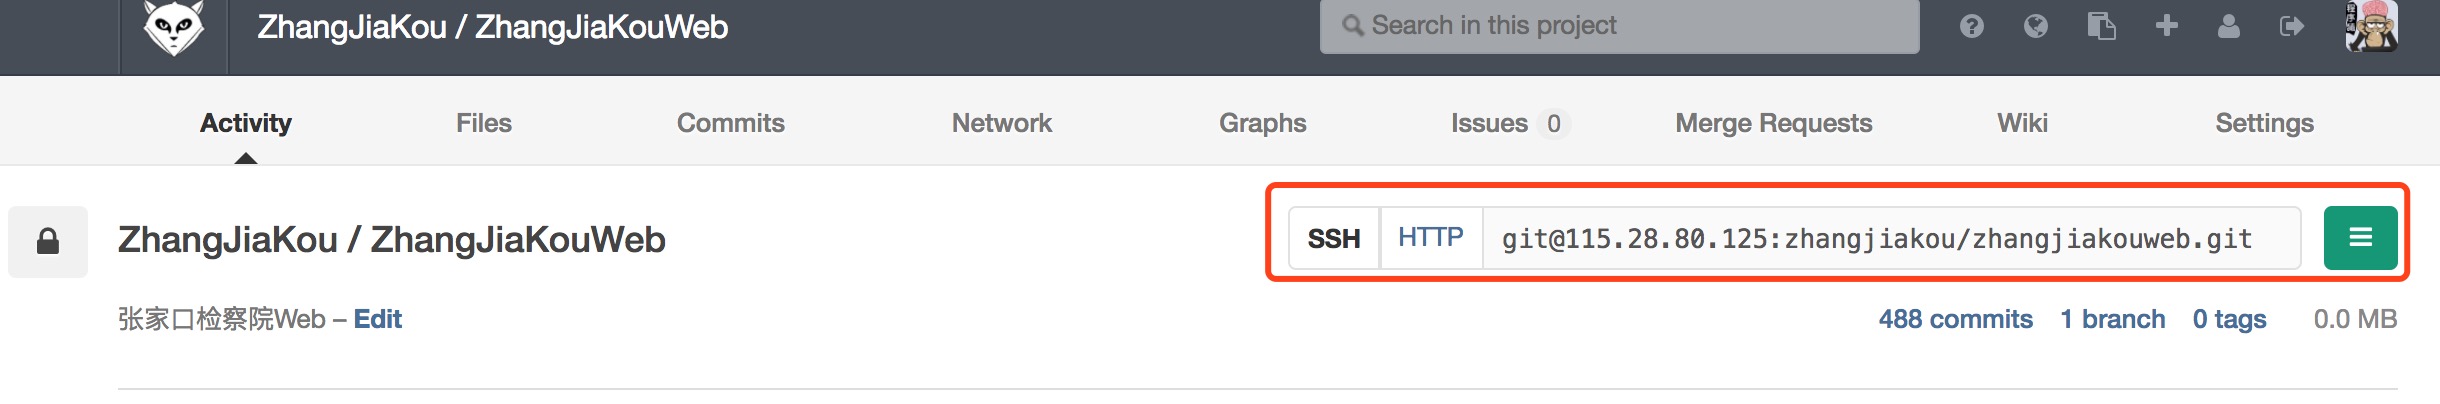 ZhangJiaKou / ZhangJiaKouWeb
Search in this project
Activity
Files
Commits
Network
Graphs
Issues 0
Merge Requests
Wiki
Settings
ZhangJiaKou / ZhangJiaKouWeb
SSH
HTTP
git@115.28.80.125:zhangjiakou/zhangjiakouweb.git
张家口检察院Web – Edit
488 commits
1 branch
0 tags
0.0 MB